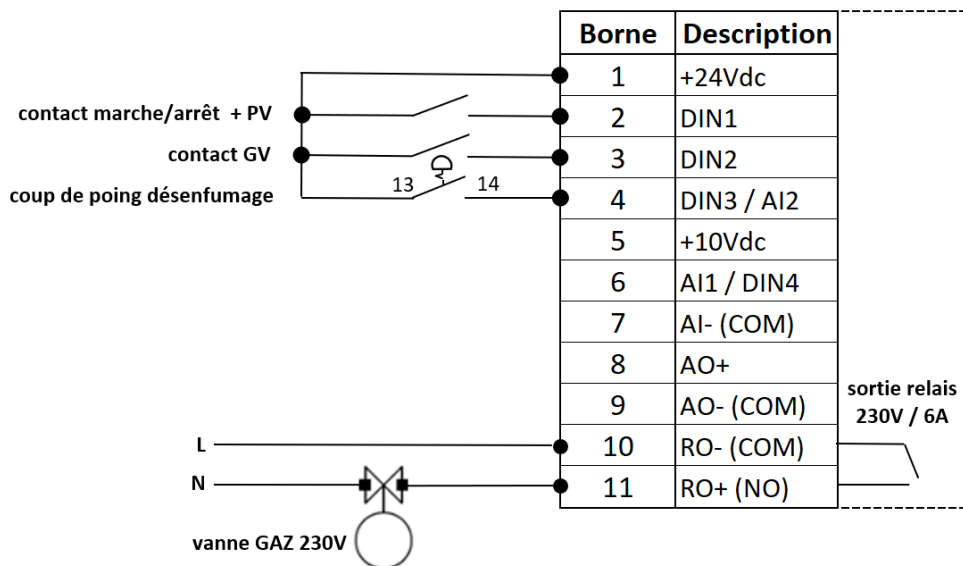 Borne Description
1 +24Vdc
contact marche/arrêt + PV 2 DIN1
contact GV 3 DIN2
coup de poing désenfumage 13 14 4 DIN3 / AI2
5 +10Vdc
6 AI1 / DIN4
7 AI- (COM)
8 AO+
sortie relais
9 AO- (COM)
230V / 6A
L 10 RO- (COM)
N 11 RO+ (NO)
vanne GAZ 230V